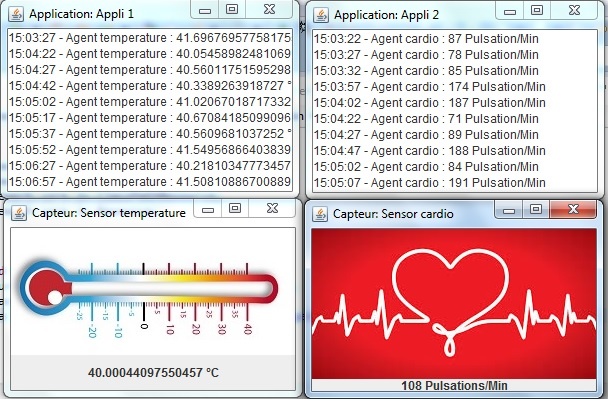 Application: Appli 1
15:03:27 - Agent temperature : 41.69676957758175
15:04:22 - Agent temperature : 40.05458982481069
15:04:27 - Agent temperature : 40.56011751595298
15:04:42 - Agent temperature : 40.3389263918727 °
15:05:02 - Agent temperature : 41.02067018717332
15:05:17 - Agent temperature : 40.67084185099096
15:05:37 - Agent temperature : 40.5609681037252 °
15:05:52 - Agent temperature : 41.54956866403839
15:06:27 - Agent temperature : 40.21810347773457
15:06:57 - Agent temperature : 41.50810886700889
Application: Appli 2
15:03:22 - Agent cardio : 87 Pulsation/Min
15:03:27 - Agent cardio : 78 Pulsation/Min
15:03:32 - Agent cardio : 85 Pulsation/Min
15:03:57 - Agent cardio : 174 Pulsation/Min
15:04:02 - Agent cardio : 187 Pulsation/Min
15:04:22 - Agent cardio : 71 Pulsation/Min
15:04:27 - Agent cardio : 89 Pulsation/Min
15:04:47 - Agent cardio : 188 Pulsation/Min
15:05:02 - Agent cardio : 84 Pulsation/Min
15:05:07 - Agent cardio : 191 Pulsation/Min
Capteur: Sensor temperature
-25 -20 -15 -10 -5 0 5 10 15 20 25 30 35 40
40.00044097550457 °C
Capteur: Sensor cardio
108 Pulsations/Min